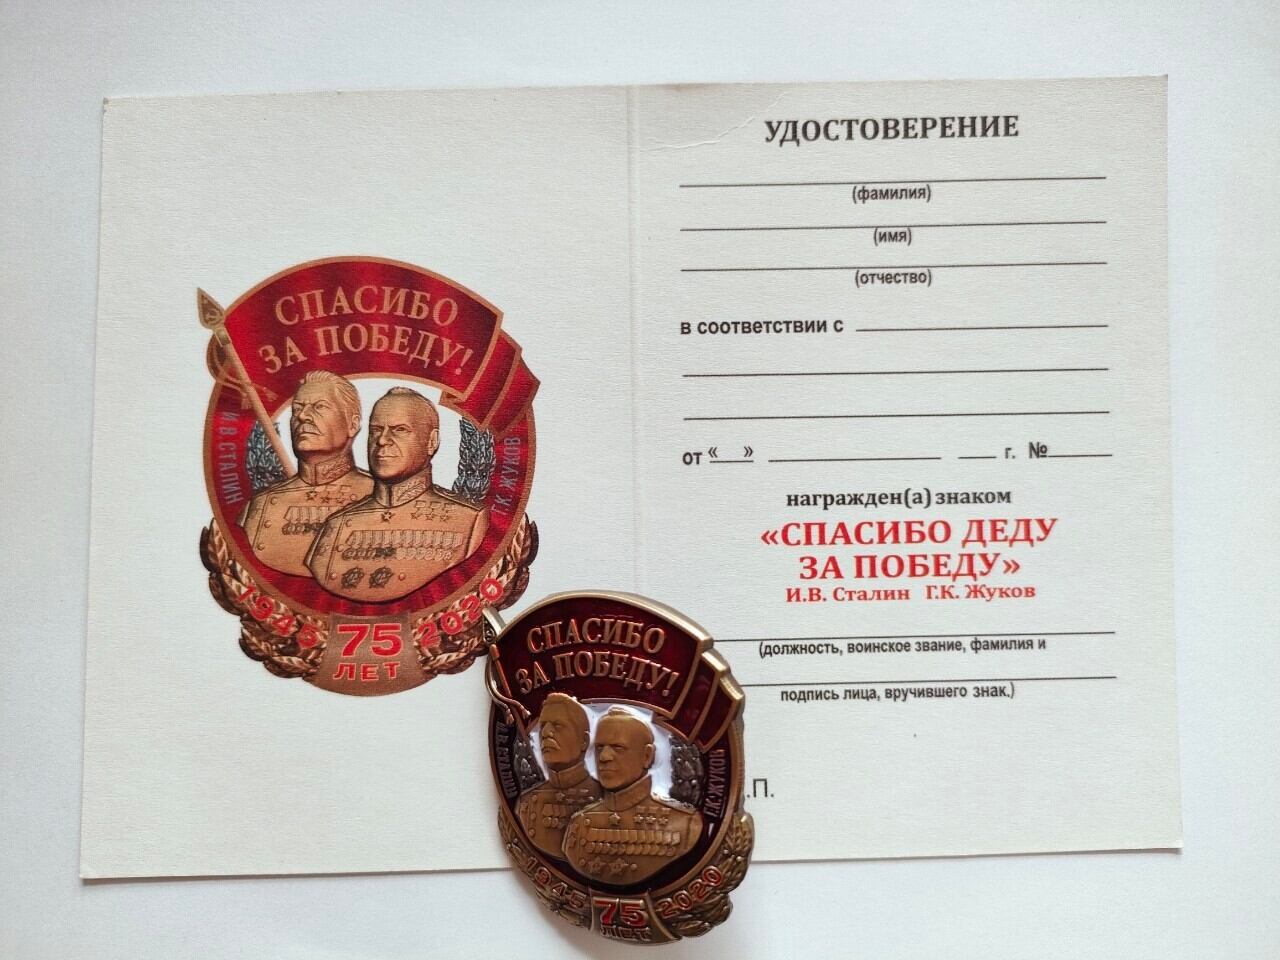 СПАСИБО
ЗА ПОБЕДУ!
И.В.СТАЛИН
Г.К. ЖУКОВ
1945 2020
75
ЛЕТ
УДОСТОВЕРЕНИЕ
(фамилия)
(имя)
(отчество)
в соответствии с
от « » г. №
награжден(а) знаком
«СПАСИБО ДЕДУ
ЗА ПОБЕДУ»
И.В. Сталин Г.К. Жуков
(должность, воинское звание, фамилия и
подпись лица, вручившего знак.)
.П.
СПАСИБО
ЗА ПОБЕДУ!
И.В.СТАЛИН
Г.К.ЖУКОВ
1945 2020
75
ЛЕТ